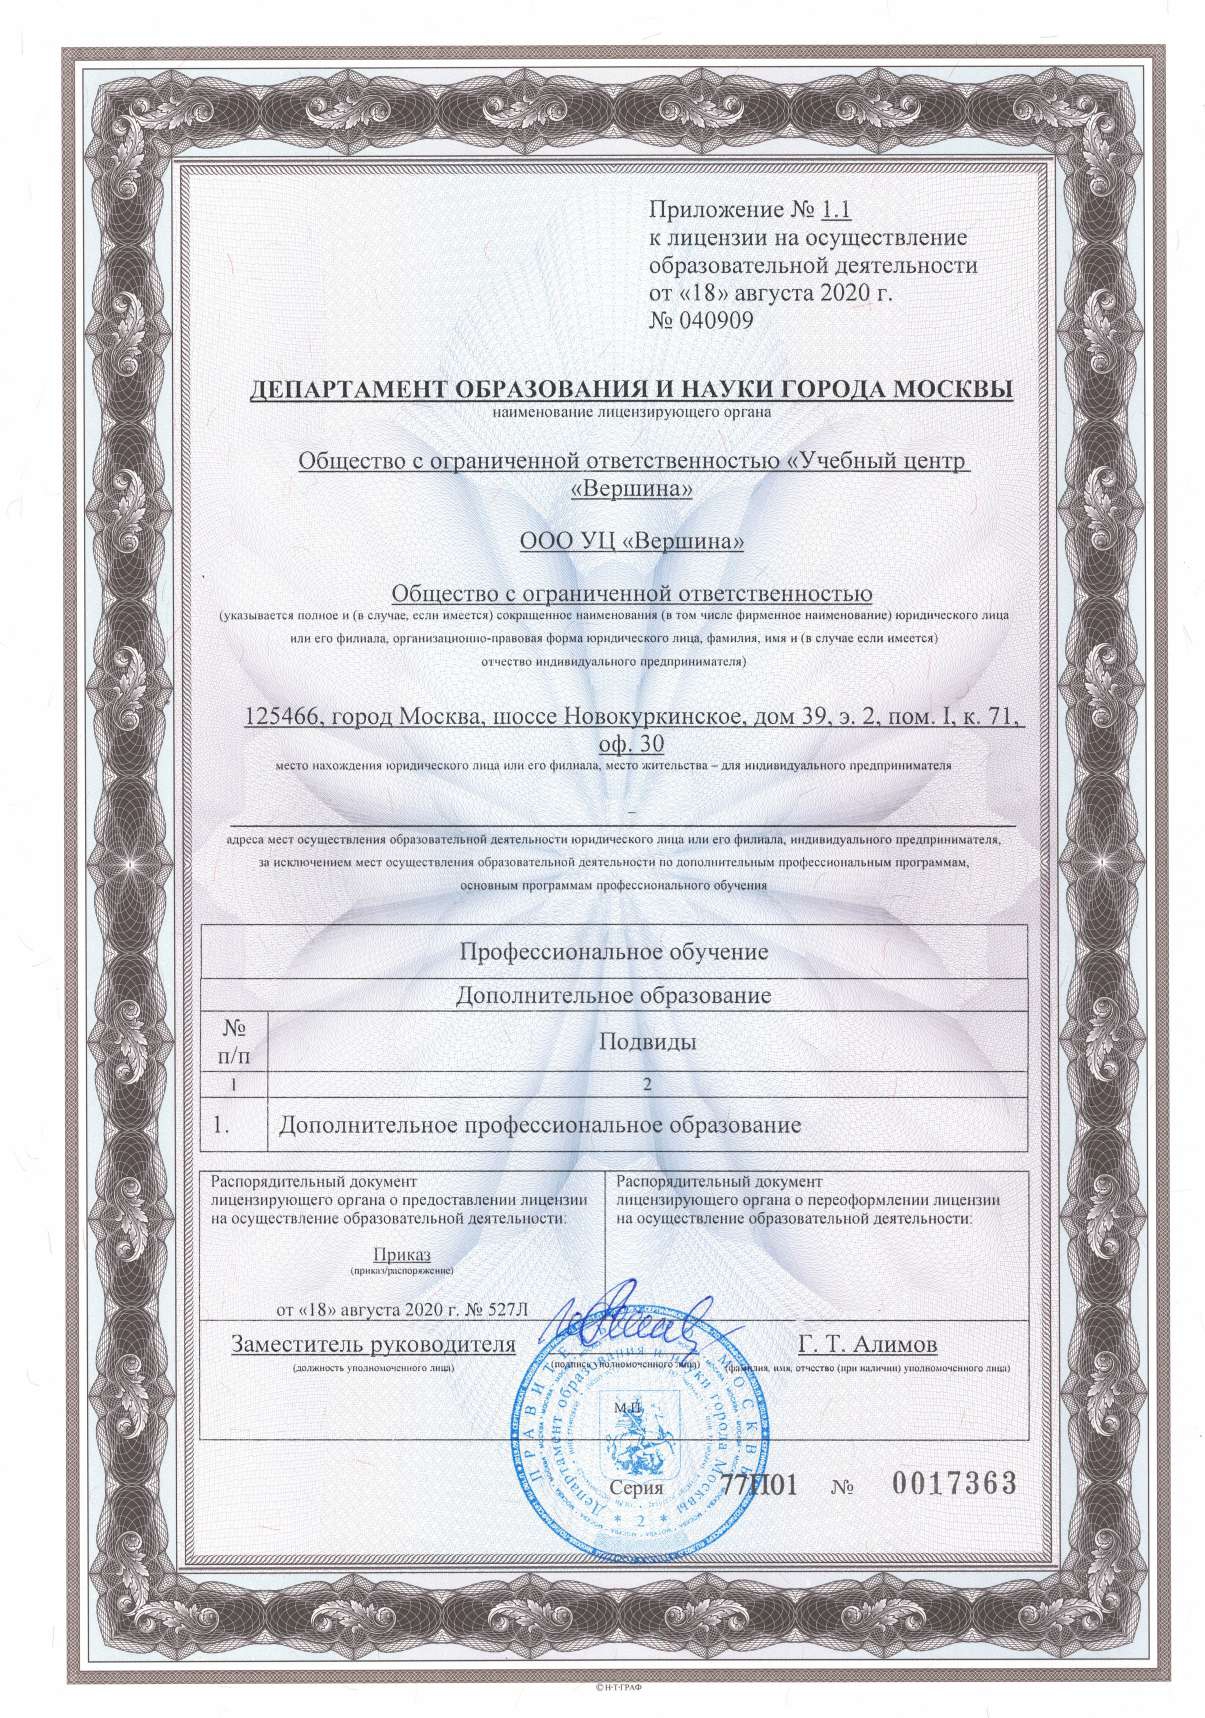 Приложение № 1.1
к лицензии на осуществление
образовательной деятельности
от «18» августа 2020 г.
№ 040909
ДЕПАРТАМЕНТ ОБРАЗОВАНИЯ И НАУКИ ГОРОДА МОСКВЫ
наименование лицензирующего органа
Общество с ограниченной ответственностью «Учебный центр
«Вершина»
ООО УЦ «Вершина»
Общество с ограниченной ответственностью
(указывается полное и (в случае, если имеется) сокращенное наименования (в том числе фирменное наименование) юридического лица
или его филиала, организационно-правовая форма юридического лица, фамилия, имя и (в случае если имеется)
отчество индивидуального предпринимателя)
125466, город Москва, шоссе Новокуркинское, дом 39, э. 2, пом. I, к. 71,
оф. 30
место нахождения юридического лица или его филиала, место жительства – для индивидуального предпринимателя
–
адреса мест осуществления образовательной деятельности юридического лица или его филиала, индивидуального предпринимателя,
за исключением мест осуществления образовательной деятельности по дополнительным профессиональным программам,
основным программам профессионального обучения
Профессиональное обучение
Дополнительное образование
№
п/п
Подвиды
1
2
1.
Дополнительное профессиональное образование
Распорядительный документ
лицензирующего органа о предоставлении лицензии
на осуществление образовательной деятельности:
Приказ
(приказ/распоряжение)
от «18» августа 2020 г. № 527Л
Распорядительный документ
лицензирующего органа о переоформлении лицензии
на осуществление образовательной деятельности:
Заместитель руководителя
(должность уполномоченного лица)
(подпись уполномоченного лица)
Г. Т. Алимов
(фамилия, имя, отчество (при наличии) уполномоченного лица)
М.П.
ПРАВИТЕЛЬСТВО МОСКВЫ
Департамент образования и науки города Москвы
* 2 *
Серия 77П01 № 0017363
© Н-Т-ГРАФ